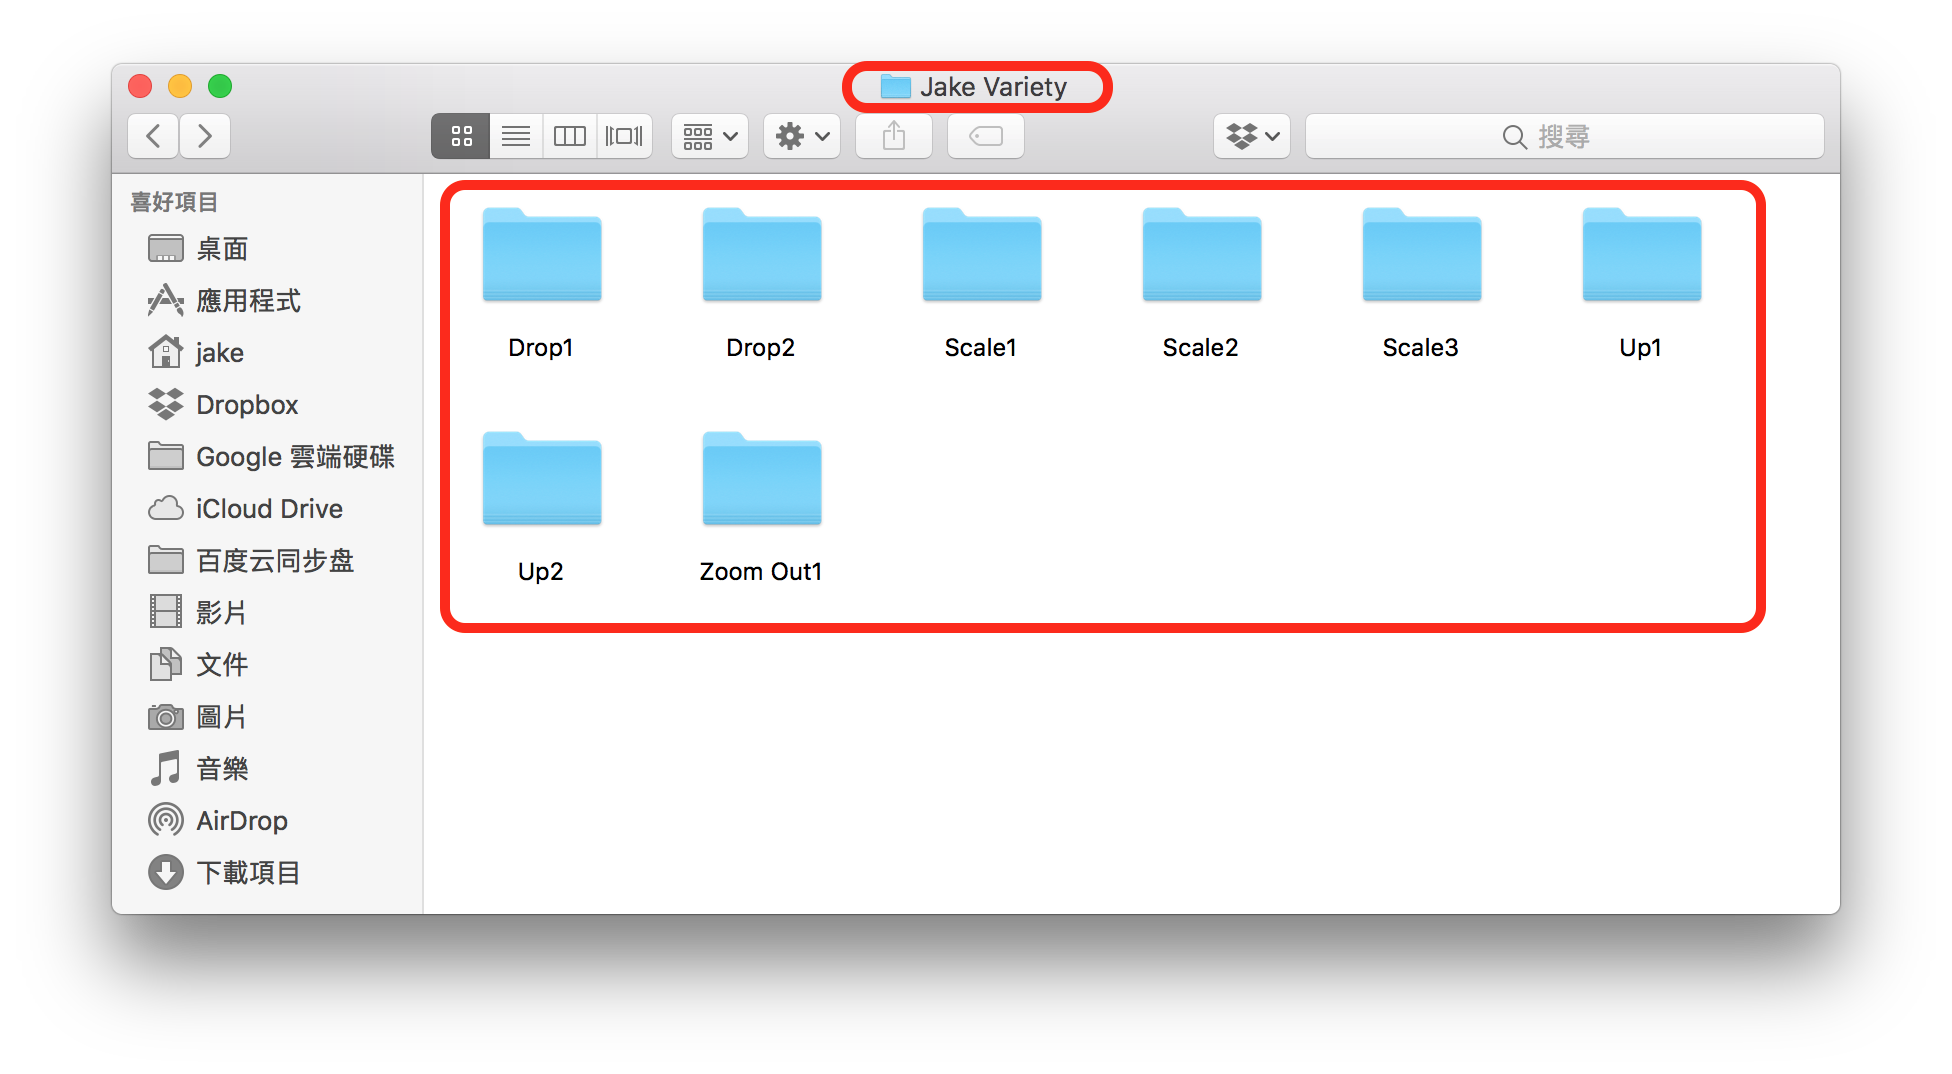 Jake Variety
搜尋
喜好項目
桌面
應用程式
jake
Dropbox
Google 雲端硬碟
iCloud Drive
百度云同步盘
影片
文件
圖片
音樂
AirDrop
下載項目
Drop1
Drop2
Scale1
Scale2
Scale3
Up1
Up2
Zoom Out1